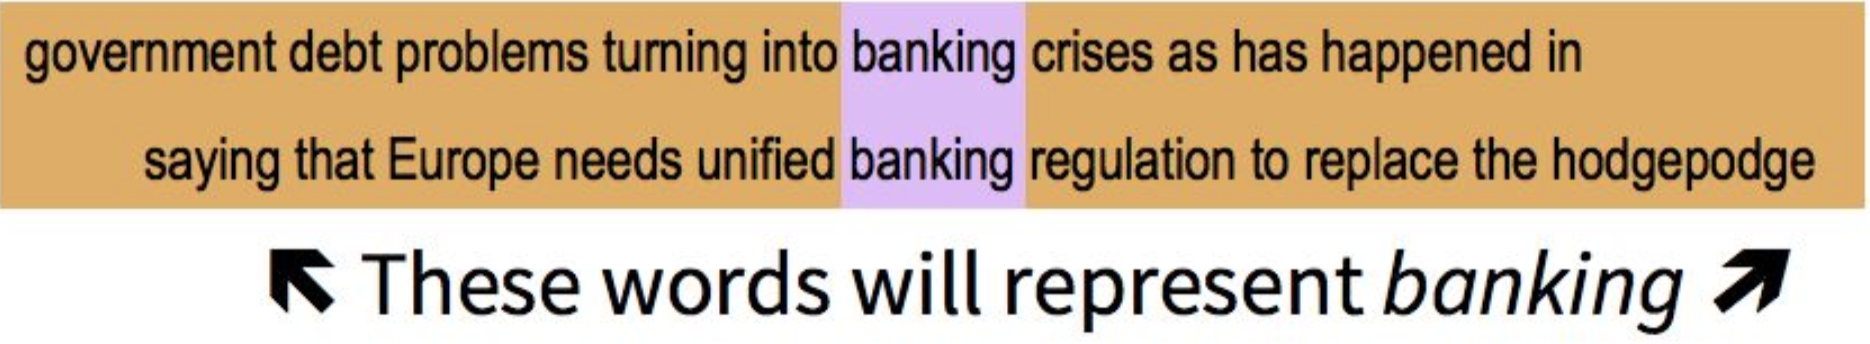 government debt problems turning into banking crises as has happened in
saying that Europe needs unified banking regulation to replace the hodgepodge
These words will represent banking